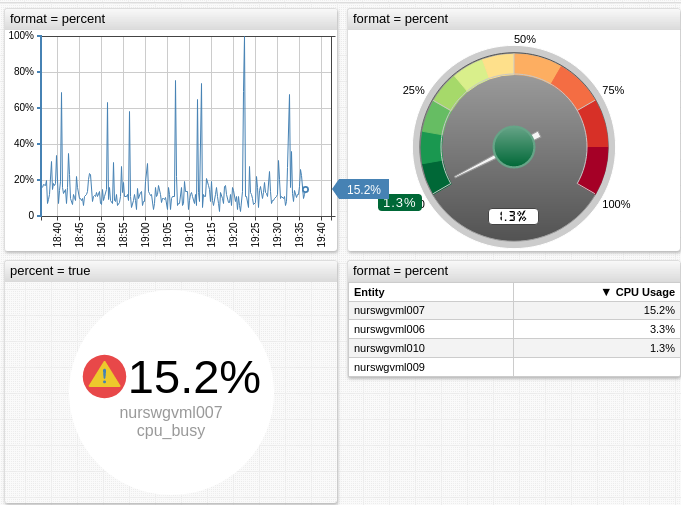 format = percent
100%
80%
60%
40%
20%
0
18:40
18:45
18:50
18:55
19:00
19:05
19:10
19:15
19:20
19:25
19:30
19:35
19:40
15.2%
format = percent
50%
25%
75%
1.3%
100%
1.3%
percent = true
!
15.2%
nurswgvml007
cpu_busy
format = percent
Entity ▼ CPU Usage
nurswgvml007 15.2%
nurswgvml006 3.3%
nurswgvml010 1.3%
nurswgvml009